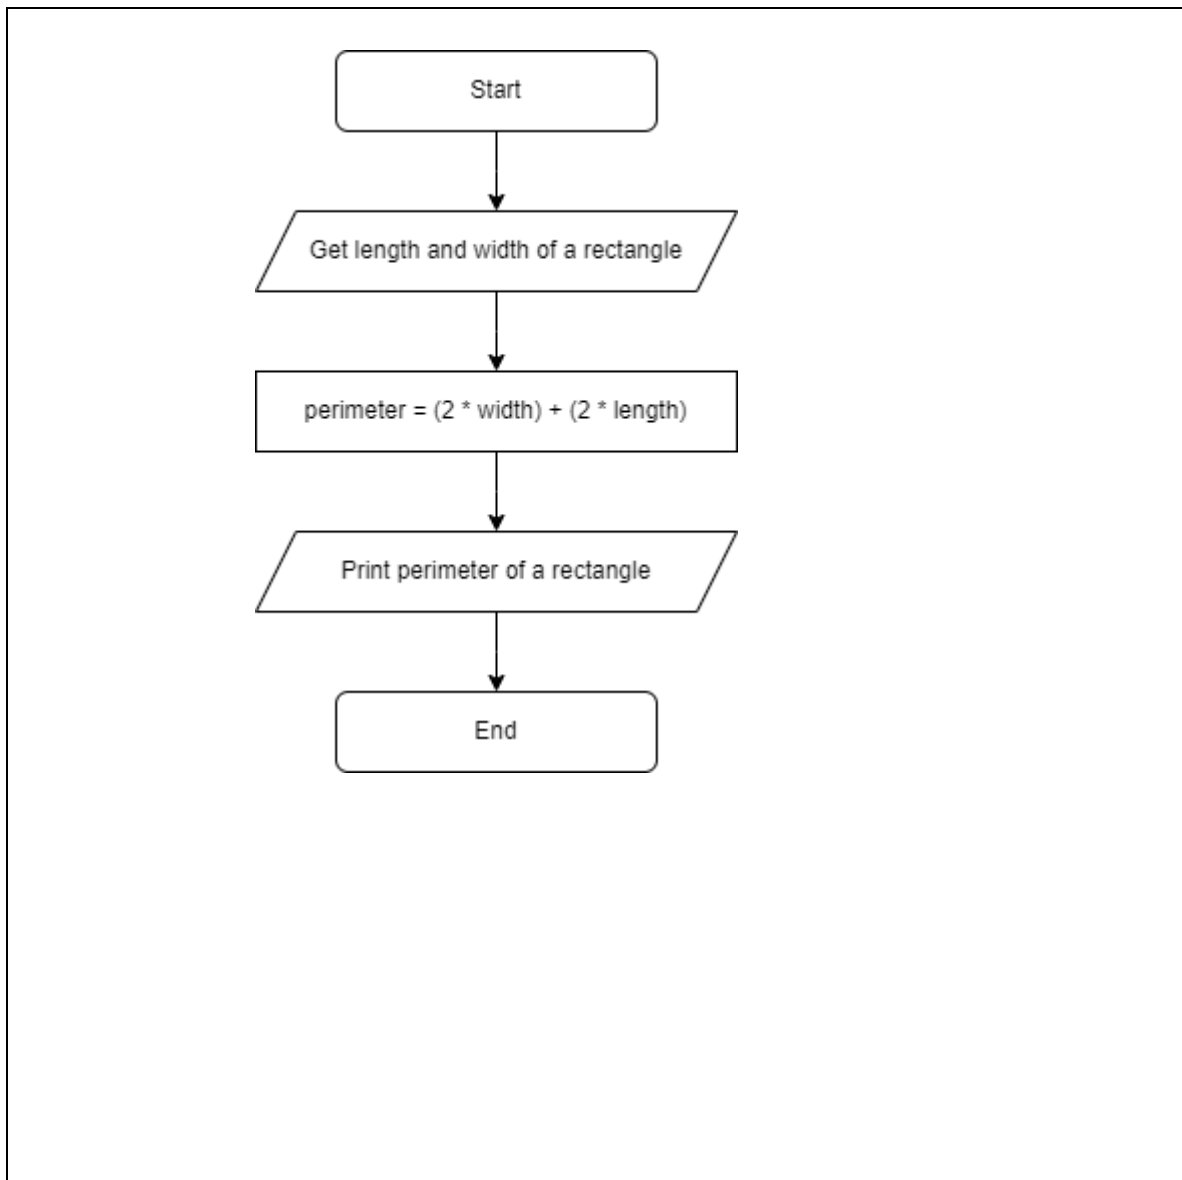 Start
Get length and width of a rectangle
perimeter = (2 * width) + (2 * length)
Print perimeter of a rectangle
End